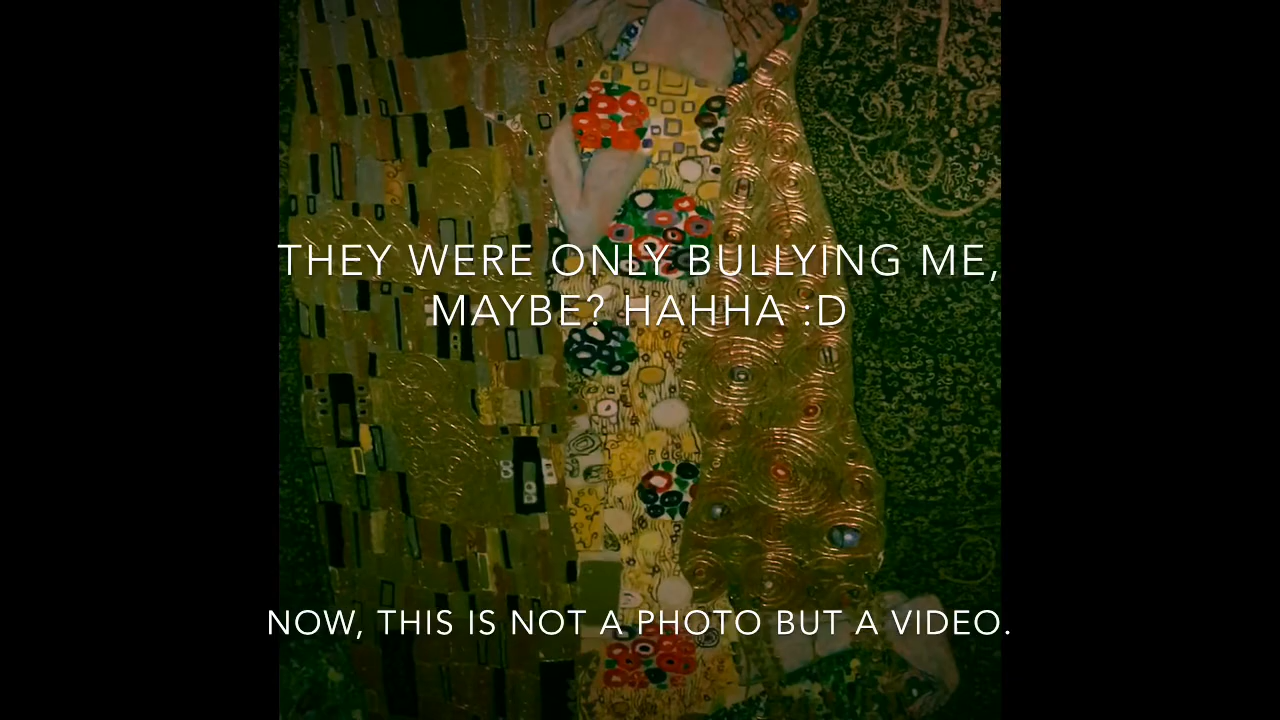 THEY WERE ONLY BULLYING ME,
MAYBE? HAHHA :D
NOW, THIS IS NOT A PHOTO BUT A VIDEO.